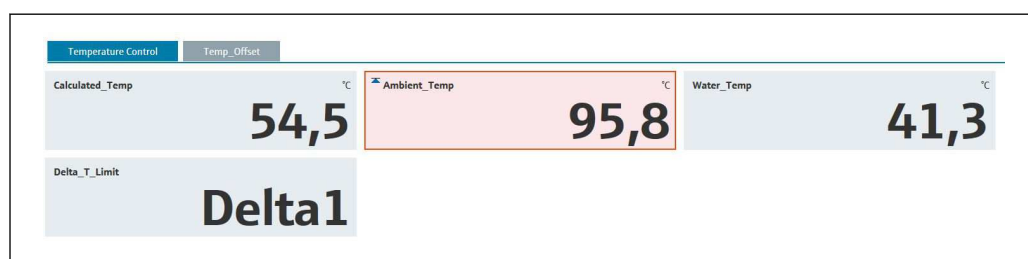 Temperature Control Temp_Offset
Calculated_Temp °C Ambient_Temp °C Water_Temp °C
54,5 95,8 41,3
Delta_T_Limit
Delta1